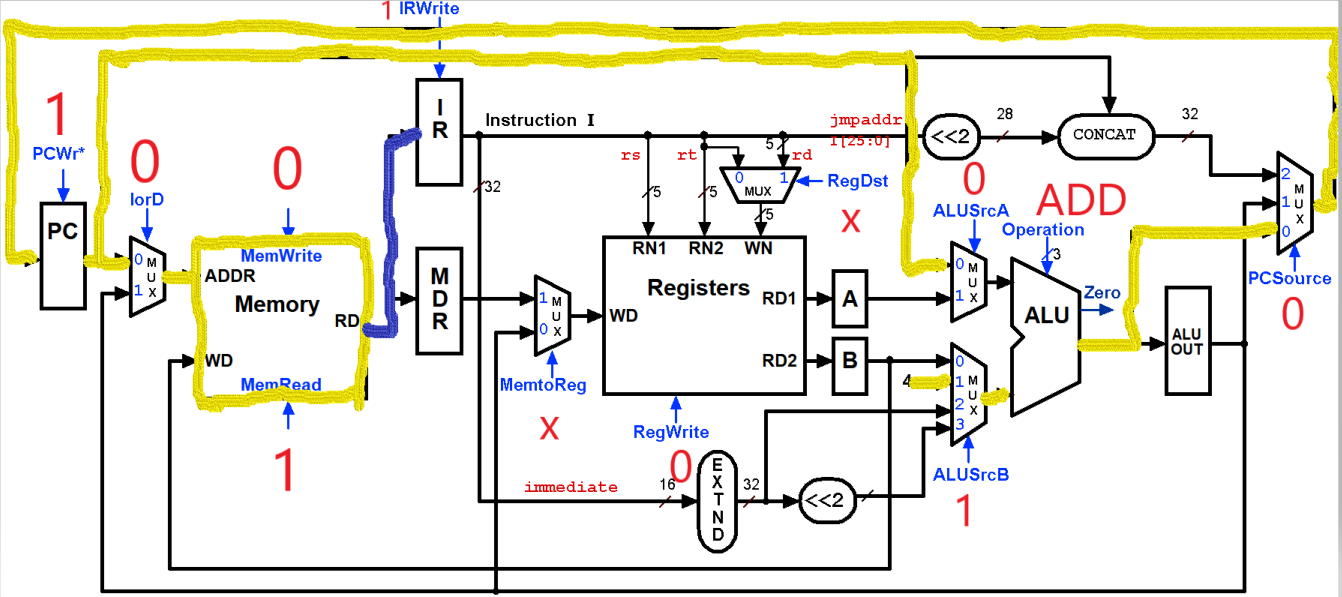 1 IRWrite
1
PCWr*
0
IorD
0
MemWrite
PC
0
1
MUX
ADDR
Memory
RD
WD
MemRead
1
IR
Instruction I
32
MDR
rs
rt
5
rd
jmpaddr
I[25:0]
<<2
28
CONCAT
32
5
5
0
1
MUX
RegDst
X
5
RN1
RN2
WN
Registers
WD
RD1
RD2
A
B
1
0
MUX
MemtoReg
X
RegWrite
0
immediate
16
EXTND
32
<<2
0
ALUSrcA
ADD
Operation
3
0
1
MUX
4
0
1
2
3
MUX
ALUSrcB
1
ALU
Zero
ALU
OUT
2
1
0
MUX
PCSource
0